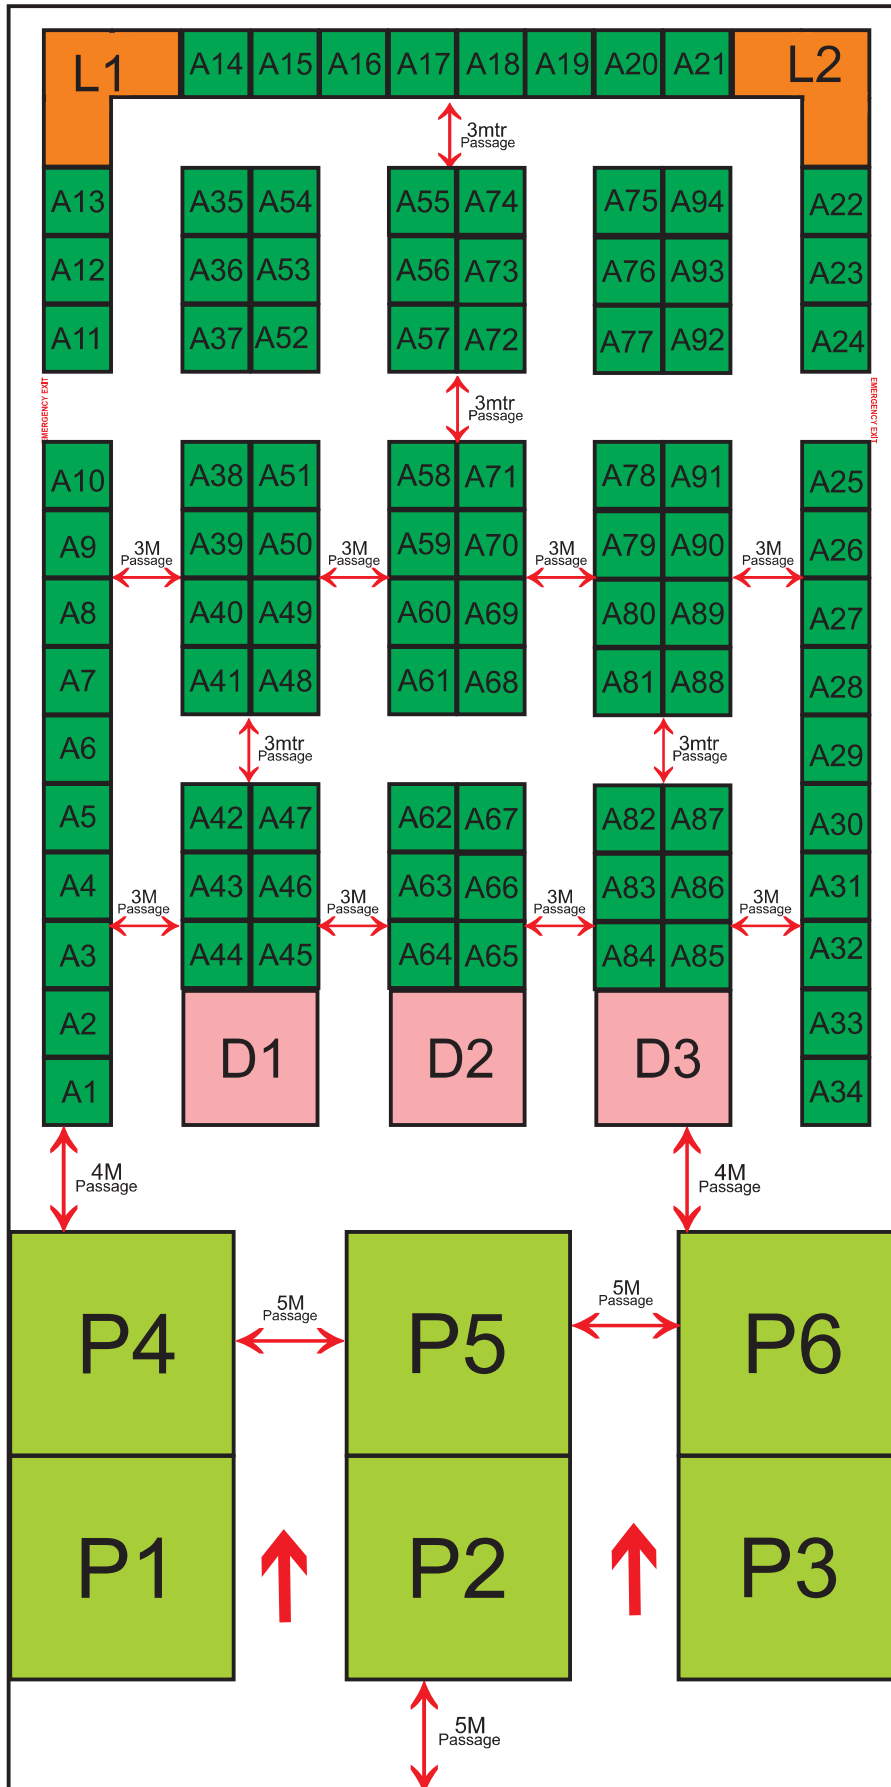 L1 A14 A15 A16 A17 A18 A19 A20 A21 L2
3mtr
Passage
A13 A35 A54 A55 A74 A75 A94 A22
A12 A36 A53 A56 A73 A76 A93 A23
A11 A37 A52 A57 A72 A77 A92 A24
EMERGENCY EXIT
3mtr
Passage
EMERGENCY EXIT
A10 A38 A51 A58 A71 A78 A91 A25
A9 A39 A50 A59 A70 A79 A90 A26
3M 3M 3M 3M
Passage Passage Passage Passage
A8 A40 A49 A60 A69 A80 A89 A27
A7 A41 A48 A61 A68 A81 A88 A28
A6 A29
3mtr 3mtr
Passage Passage
A5 A42 A47 A62 A67 A82 A87 A30
A4 A43 A46 A63 A66 A83 A86 A31
3M 3M 3M 3M
Passage Passage Passage Passage
A3 A44 A45 A64 A65 A84 A85 A32
A2 A33
D1 D2 D3
A1 A34
4M 4M
Passage Passage
5M 5M
Passage Passage
P4 P5 P6
P1 P2 P3
5M
Passage